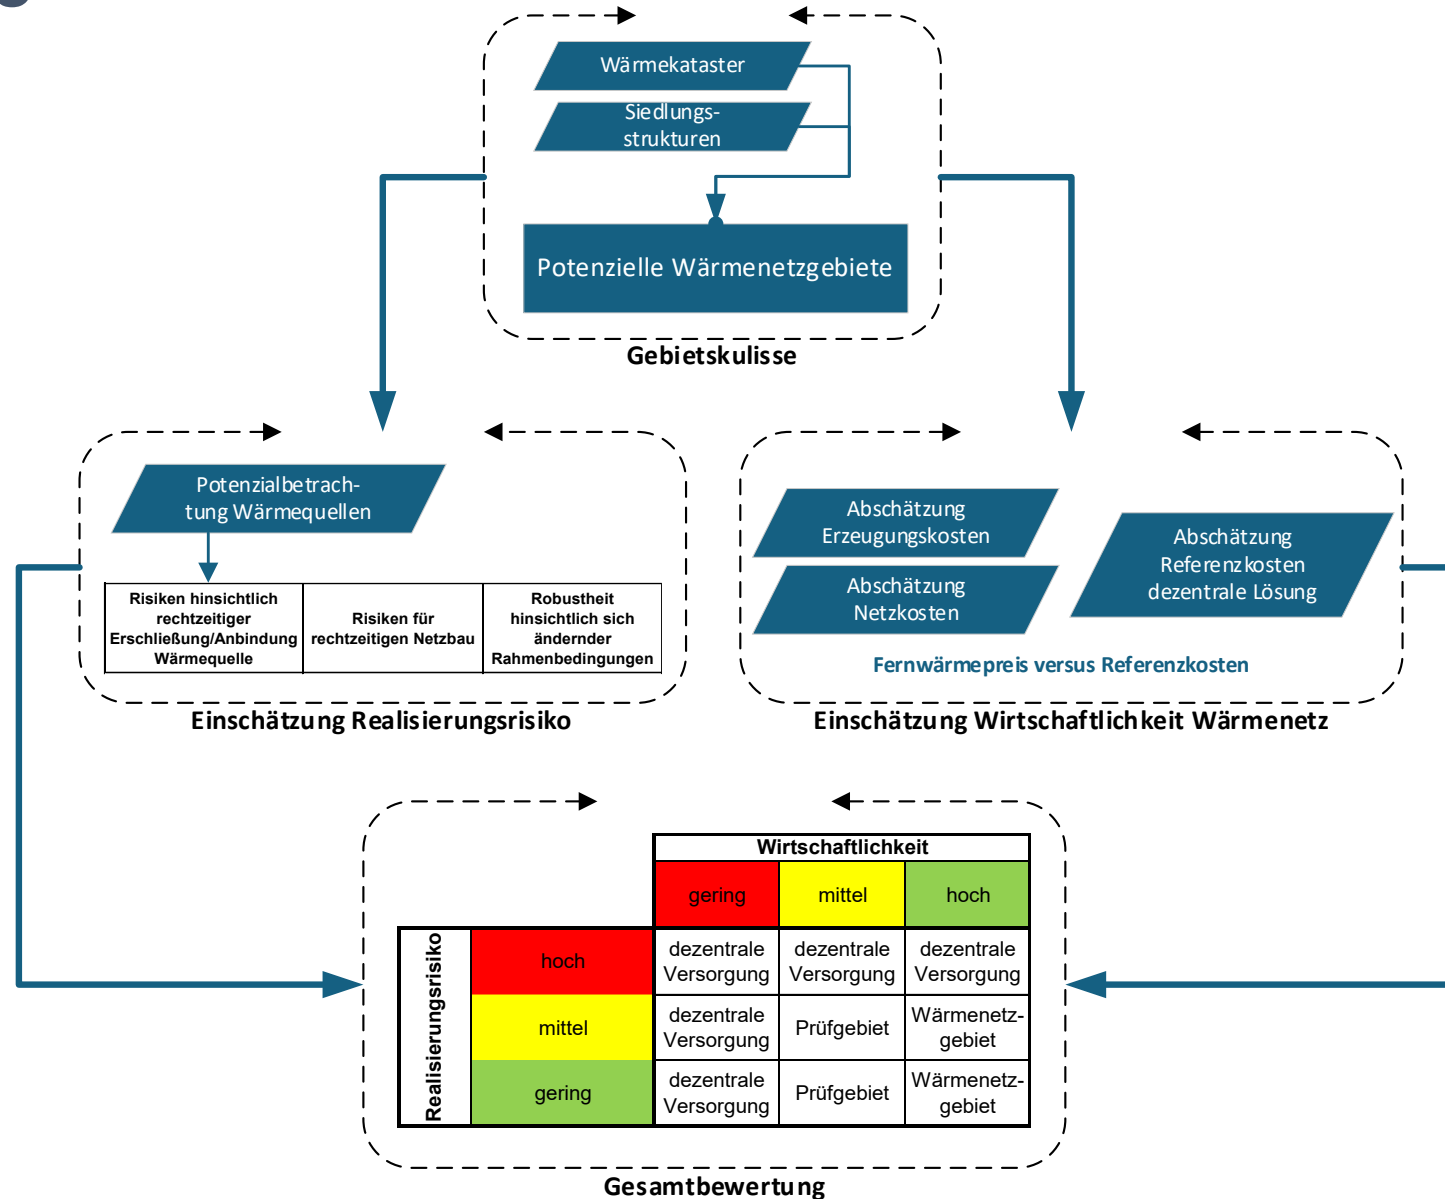 Wärmekataster
Siedlungs-
strukturen
Potenzielle Wärmenetzgebiete
Gebietskulisse
Potenzialbetrach-
tung Wärmequellen
Risiken hinsichtlich
rechtzeitiger
Erschließung/Anbindung
Wärmequelle
Risiken für
rechtzeitigen Netzbau
Robustheit
hinsichtlich sich
ändernder
Rahmenbedingungen
Einschätzung Realisierungsrisiko
Abschätzung
Erzeugungskosten
Abschätzung
Netzkosten
Abschätzung
Referenzkosten
dezentrale Lösung
Fernwärmepreis versus Referenzkosten
Einschätzung Wirtschaftlichkeit Wärmenetz
Wirtschaftlichkeit
gering
mittel
hoch
Realisierungsrisiko
hoch
dezentrale
Versorgung
dezentrale
Versorgung
dezentrale
Versorgung
mittel
dezentrale
Versorgung
Prüfgebiet
Wärmenetz-
gebiet
gering
dezentrale
Versorgung
Prüfgebiet
Wärmenetz-
gebiet
Gesamtbewertung